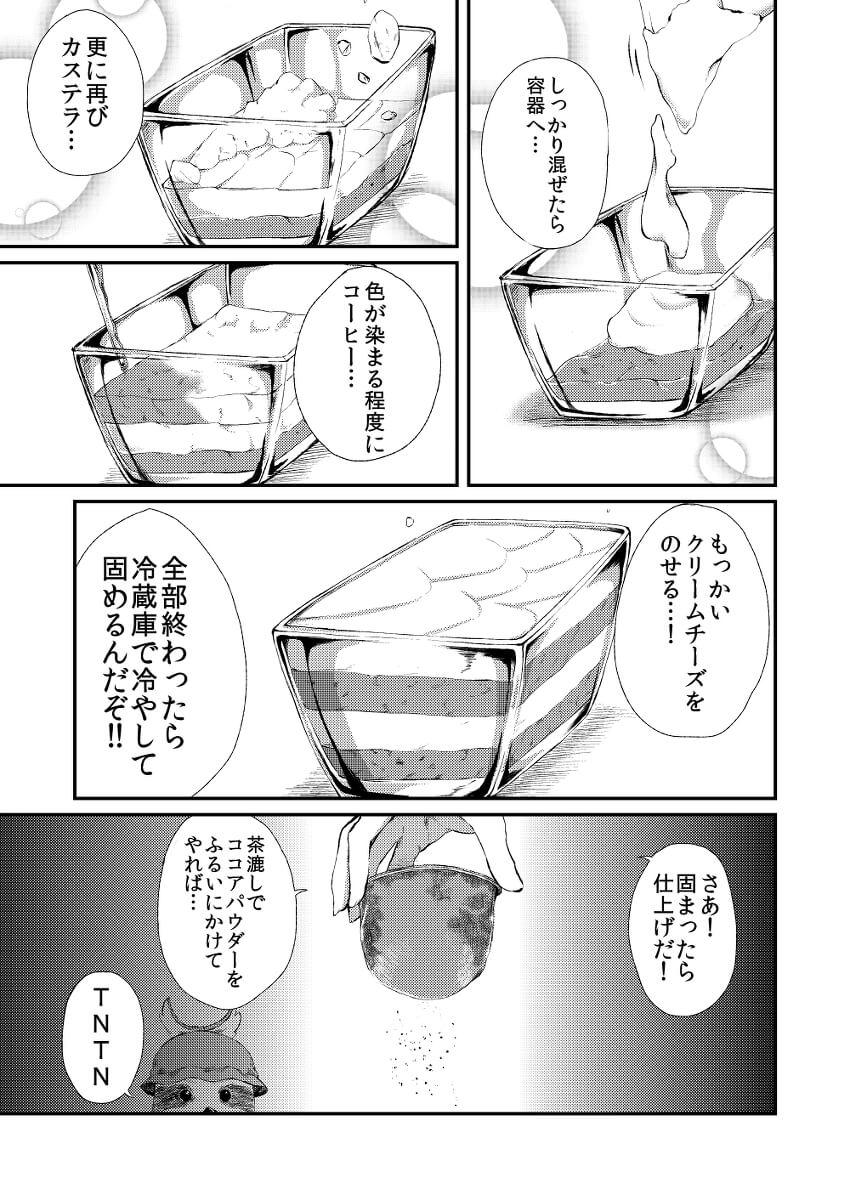 しっかり混ぜたら
容器へ…
更に再び
カステラ…
色が染まる程度に
コーヒー…
もっかい
クリームチーズを
のせる…!
全部終わったら
冷蔵庫で冷やして
固めるんだぞ!!
さあ!
固まったら
仕上げだ!
茶漉しで
ココアパウダーを
ふるいにかけて
やれば…
TNTN